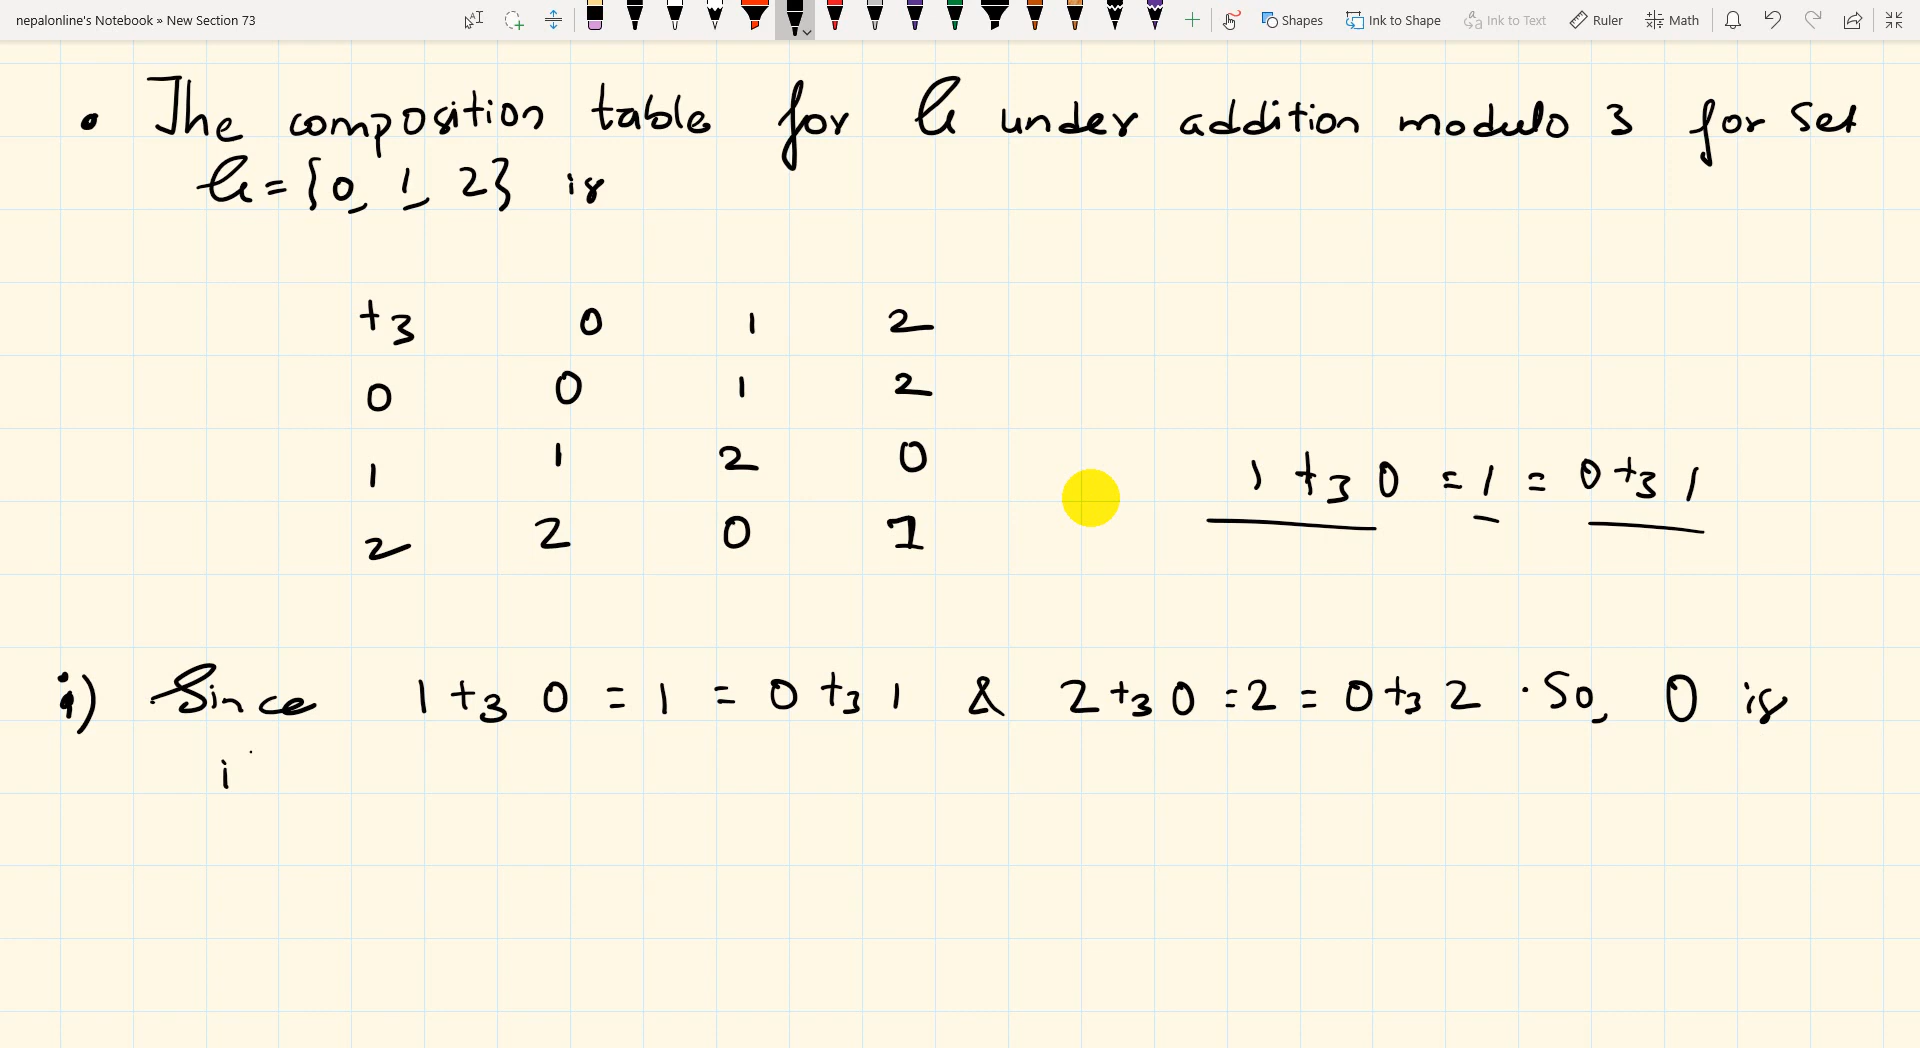 nepalonline's Notebook » New Section 73
Shapes Ink to Shape Ink to Text Ruler Math
• The composition table for G under addition modulo 3 for set
G = {0, 1, 2} is
+3 0 1 2
0 0 1 2
1 1 2 0
2 2 0 1
1 +3 0 = 1 = 0 +3 1
i) Since 1 +3 0 = 1 = 0 +3 1 & 2 +3 0 = 2 = 0 +3 2 . So, 0 is
i